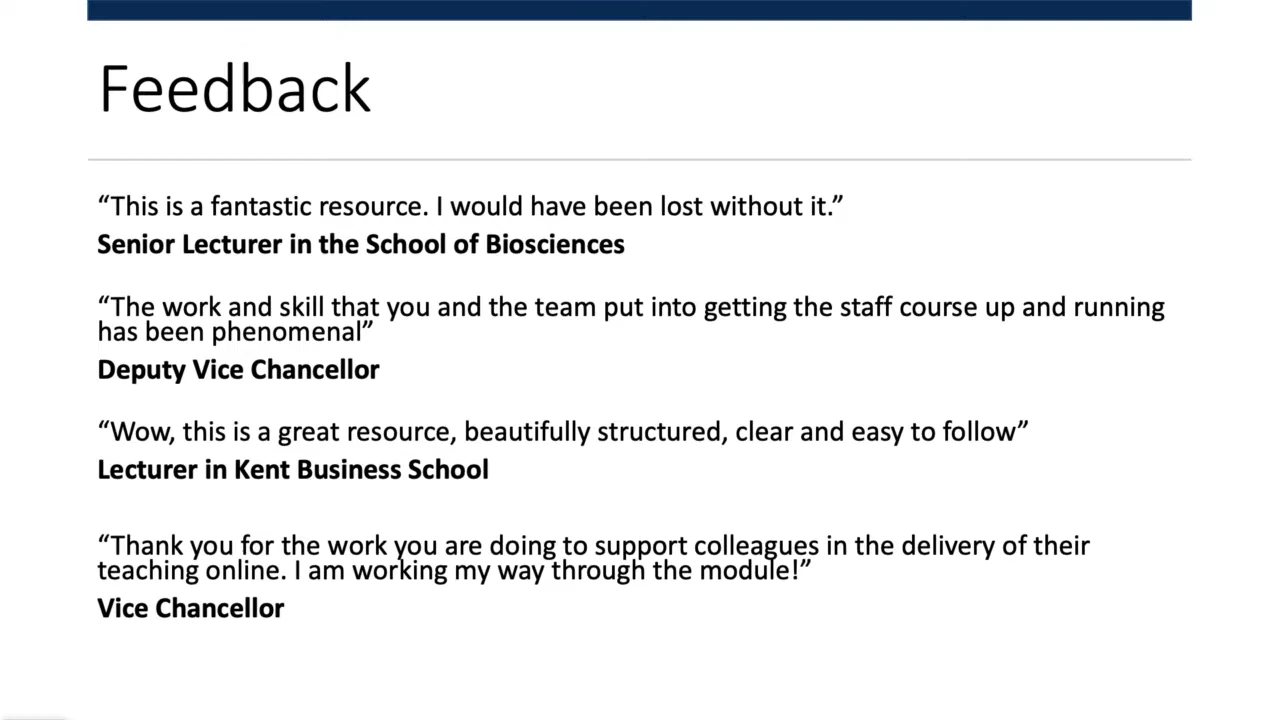 Feedback
“This is a fantastic resource. I would have been lost without it.”
Senior Lecturer in the School of Biosciences
“The work and skill that you and the team put into getting the staff course up and running
has been phenomenal”
Deputy Vice Chancellor
“Wow, this is a great resource, beautifully structured, clear and easy to follow”
Lecturer in Kent Business School
“Thank you for the work you are doing to support colleagues in the delivery of their
teaching online. I am working my way through the module!”
Vice Chancellor